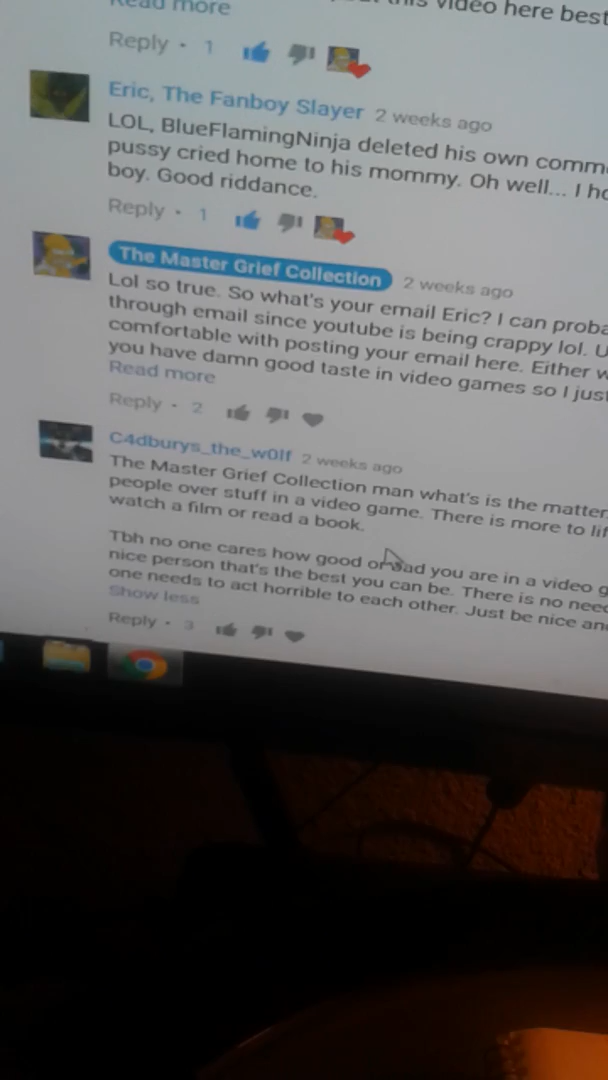 Read more
this video here best
Reply • 1
Eric, The Fanboy Slayer 2 weeks ago
LOL, BlueFlamingNinja deleted his own comm
pussy cried home to his mommy. Oh well... I ho
boy. Good riddance.
Reply • 1
The Master Grief Collection 2 weeks ago
Lol so true. So what's your email Eric? I can proba
through email since youtube is being crappy lol. U
comfortable with posting your email here. Either w
you have damn good taste in video games so I jus
Read more
Reply • 2
C4dburys_the_w0lf 2 weeks ago
The Master Grief Collection man what's is the matter
people over stuff in a video game. There is more to lif
watch a film or read a book.
Tbh no one cares how good or bad you are in a video g
nice person that's the best you can be. There is no need
one needs to act horrible to each other. Just be nice an
Show less
Reply • 3